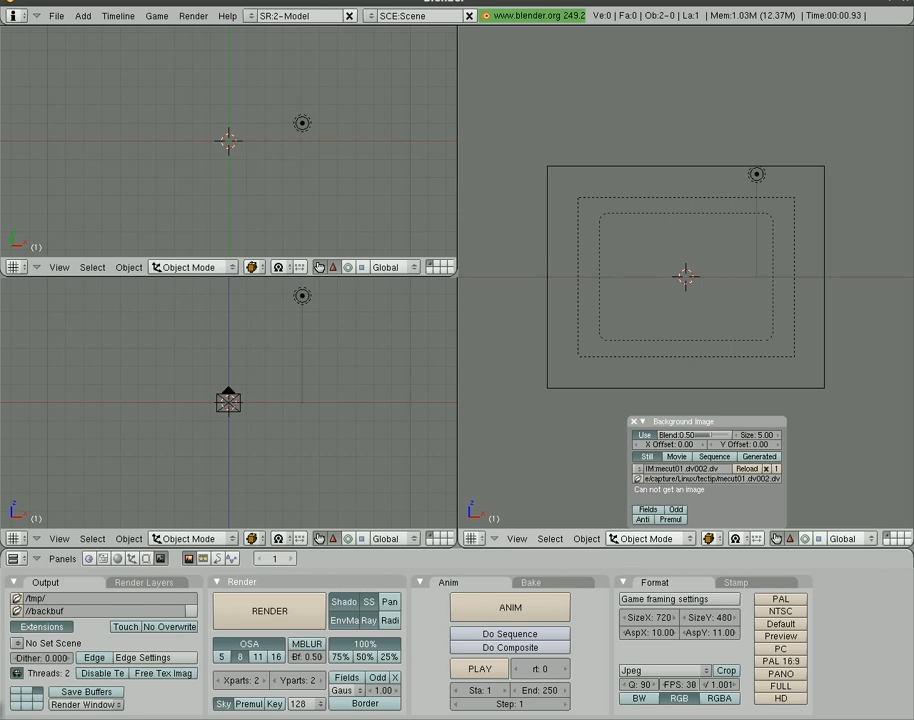 File Add Timeline Game Render Help SR:2-Model SCE:Scene www.blender.org 249.2 Ve:0 | Fa:0 | Ob:2-0 | La:1 | Mem:1.03M (12.37M) | Time:00:00.93 |
(1)
View Select Object Object Mode Global
(1)
View Select Object Object Mode Global
Background Image
Use Blend:0.50 Size: 5.00
X Offset: 0.00 Y Offset: 0.00
Still Movie Sequence Generated
IM:mecut01.dv002.dv Reload 1
e/capture/Linux/tectip/mecut01.dv002.dv
Can not get an image
Fields Odd
Anti Premul
(1)
View Select Object Object Mode Global
Panels 1
Output Render Layers
/tmp/
//backbuf
Extensions Touch No Overwrite
No Set Scene
Dither: 0.000 Edge Edge Settings
Threads: 2 Disable Te Free Tex Imag
Save Buffers
Render Window
Render
RENDER
Shado SS Pan
EnvMa Ray Radi
OSA MBLUR 100%
5 8 11 16 Bf: 0.50 75% 50% 25%
Xparts: 2 Yparts: 2 Fields Odd X
Gaus 1.00
Sky Premul Key 128 Border
Anim Bake
ANIM
Do Sequence
Do Composite
PLAY rt: 0
Sta: 1 End: 250
Step: 1
Format Stamp
Game framing settings
SizeX: 720 SizeY: 480
AspX: 10.00 AspY: 11.00
Jpeg Crop
Q: 90 FPS: 30 / 1.001
BW RGB RGBA
PAL
NTSC
Default
Preview
PC
PAL 16:9
PANO
FULL
HD